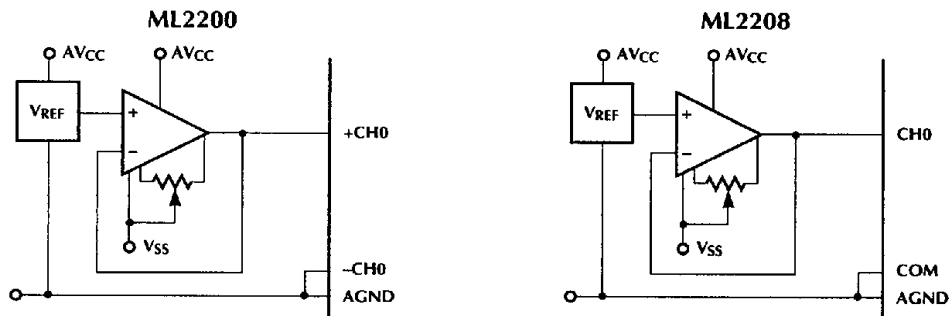 ML2200
AVCC
AVCC
VREF
+
−
+CH0
VSS
−CH0
AGND
ML2208
AVCC
AVCC
VREF
+
−
CH0
VSS
COM
AGND